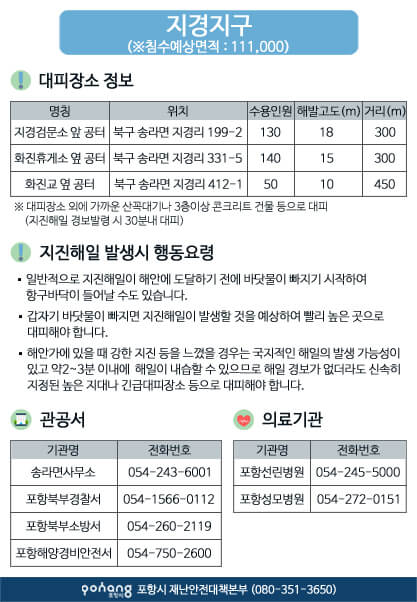 지경지구
(※침수예상면적 : 111,000)
대피장소 정보
명칭 위치 수용인원 해발고도(m) 거리(m)
지경검문소 앞 공터 북구 송라면 지경리 199-2 130 18 300
화진휴게소 옆 공터 북구 송라면 지경리 331-5 140 15 300
화진교 옆 공터 북구 송라면 지경리 412-1 50 10 450
※ 대피장소 외에 가까운 산꼭대기나 3층이상 콘크리트 건물 등으로 대피
(지진해일 경보발령 시 30분내 대피)
지진해일 발생시 행동요령
▪ 일반적으로 지진해일이 해안에 도달하기 전에 바닷물이 빠지기 시작하여
항구바닥이 들어날 수도 있습니다.
▪ 갑자기 바닷물이 빠지면 지진해일이 발생할 것을 예상하여 빨리 높은 곳으로
대피해야 합니다.
▪ 해안가에 있을 때 강한 지진 등을 느꼈을 경우는 국지적인 해일의 발생 가능성이
있고 약2~3분 이내에 해일이 내습할 수 있으므로 해일 경보가 없더라도 신속히
지정된 높은 지대나 긴급대피장소 등으로 대피해야 합니다.
관공서
기관명 전화번호
송라면사무소 054-243-6001
포항북부경찰서 054-1566-0112
포항북부소방서 054-260-2119
포항해양경비안전서 054-750-2600
의료기관
기관명 전화번호
포항선린병원 054-245-5000
포항성모병원 054-272-0151
pohang 포항시 포항시 재난안전대책본부 (080-351-3650)